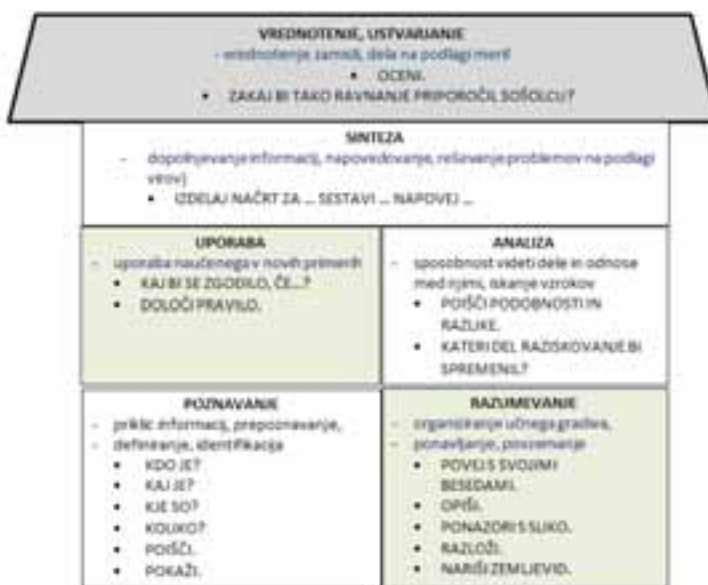 VREDNOTENJE, USTVARJANJE
- vrednotenje zamisli, dela na podlagi meril
• OCENI.
• ZAKAJ BI TAKO RAVNANJE PRIPOROČIL SOŠOLCU?
SINTEZA
- dopolnjevanje informacij, napovedovanje, reševanje problemov na podlagi
virov)
• IZDELAJ NAČRT ZA ... SESTAVI ... NAPOVEJ ...
UPORABA
- uporaba naučenega v novih primerih
• KAJ BI SE ZGODILO, ČE...?
• DOLOČI PRAVILO.
ANALIZA
- sposobnost videti dele in odnose
med njimi, iskanje vzrokov
• POIŠČI PODOBNOSTI IN
RAZLIKE.
• KATERI DEL RAZISKOVANJE BI
SPREMENIL?
POZNAVANJE
- priklic informacij, prepoznavanje,
- definiranje, identifikacija
• KDO JE?
• KAJ JE?
• KJE SO?
• KOLIKO?
• POIŠČI.
• POKAŽI.
RAZUMEVANJE
- organiziranje učnega gradiva,
- ponavljanje, povzemanje
• POVEJ S SVOJIMI
BESEDAMI.
• OPIŠI.
• PONAZORI S SLIKO.
• RAZLOŽI.
• NARIŠI ZEMLJEVID.